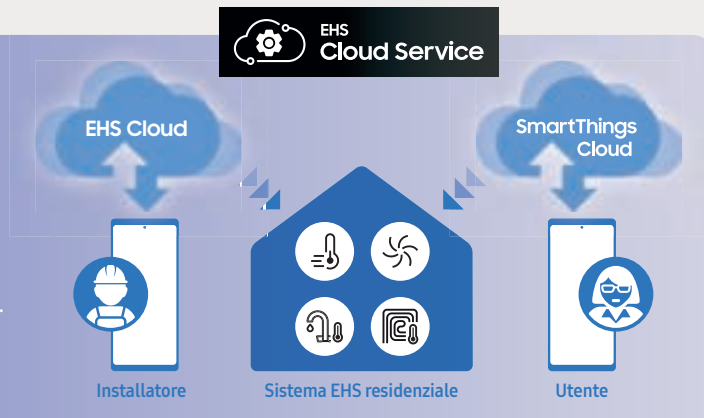 EHS
Cloud Service
EHS Cloud
SmartThings
Cloud
Installatore
Sistema EHS residenziale
Utente